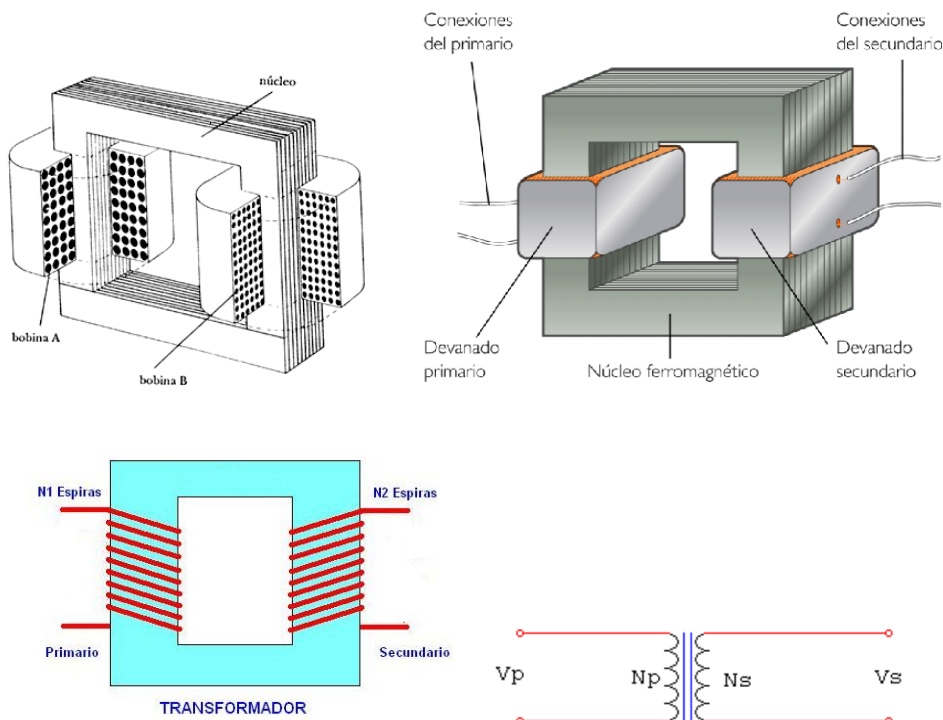 núcleo
bobina A
bobina B
Conexiones
del primario
Conexiones
del secundario
Devanado
primario
Núcleo ferromagnético
Devanado
secundario
N1 Espiras
N2 Espiras
Primario
Secundario
TRANSFORMADOR
Vp
Np
Ns
Vs